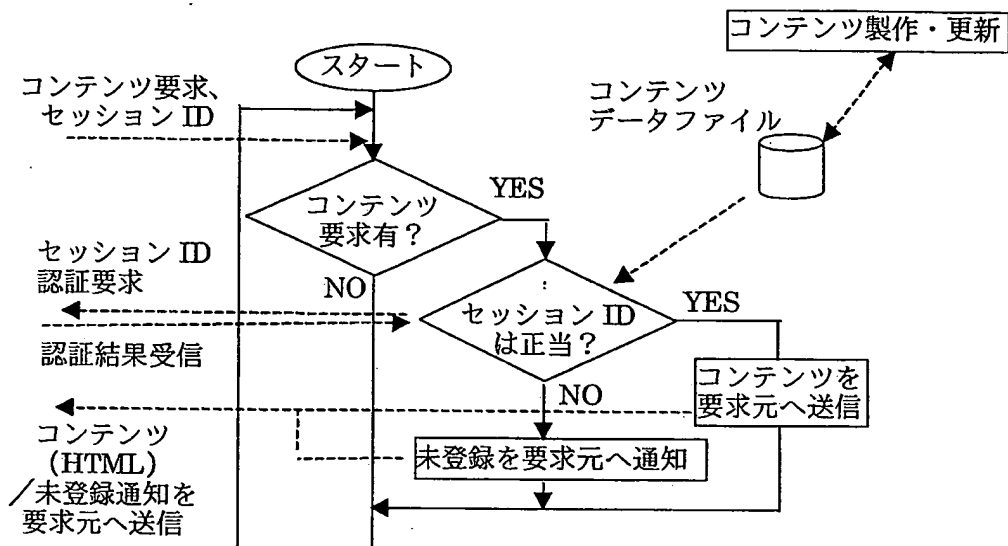 コンテンツ製作・更新
スタート
コンテンツ要求、
セッション ID
コンテンツ
データファイル
YES
コンテンツ
要求有？
セッション ID
認証要求
NO
YES
セッション ID
は正当？
認証結果受信
コンテンツを
要求元へ送信
NO
コンテンツ
(HTML)
／未登録通知を
要求元へ送信
未登録を要求元へ通知